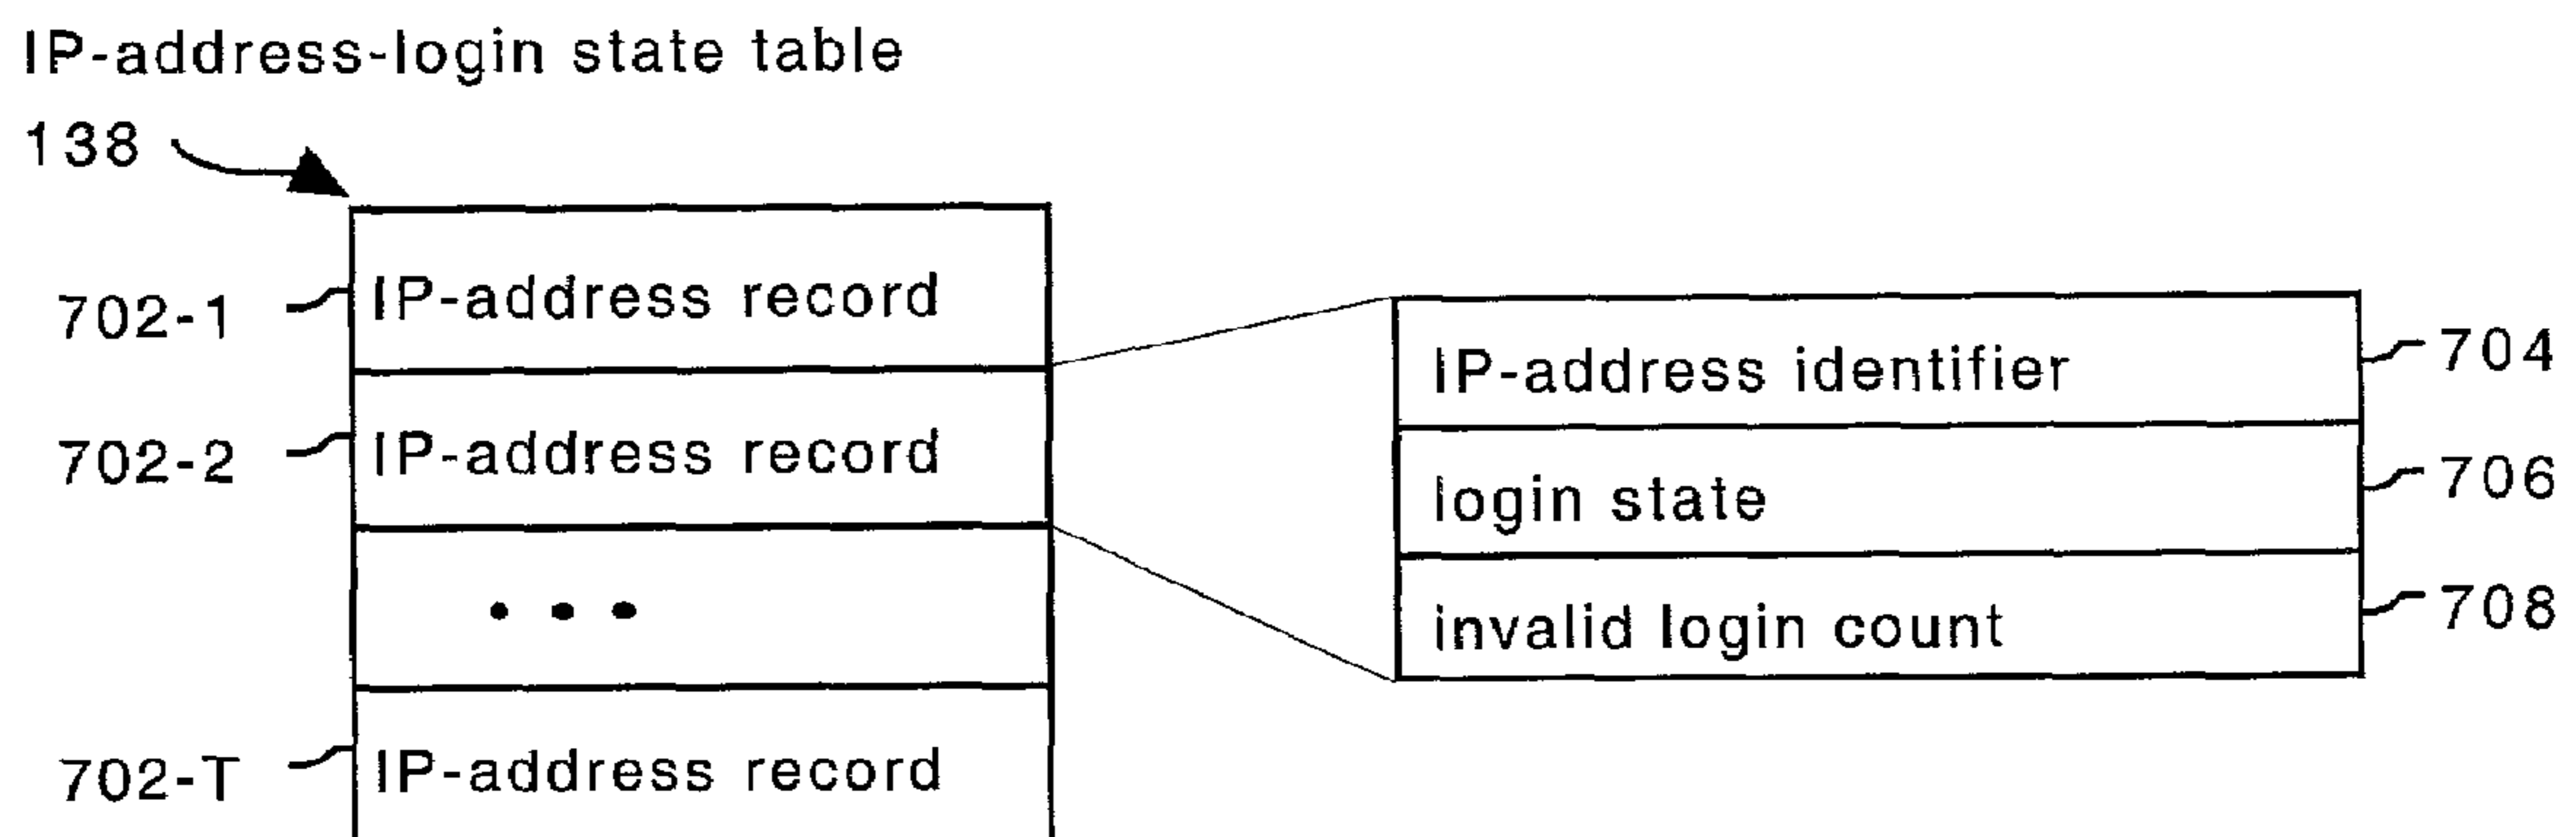 IP-address-login state table
138
702-1 IP-address record
702-2 IP-address record
• • •
702-T IP-address record
IP-address identifier 704
login state 706
invalid login count 708